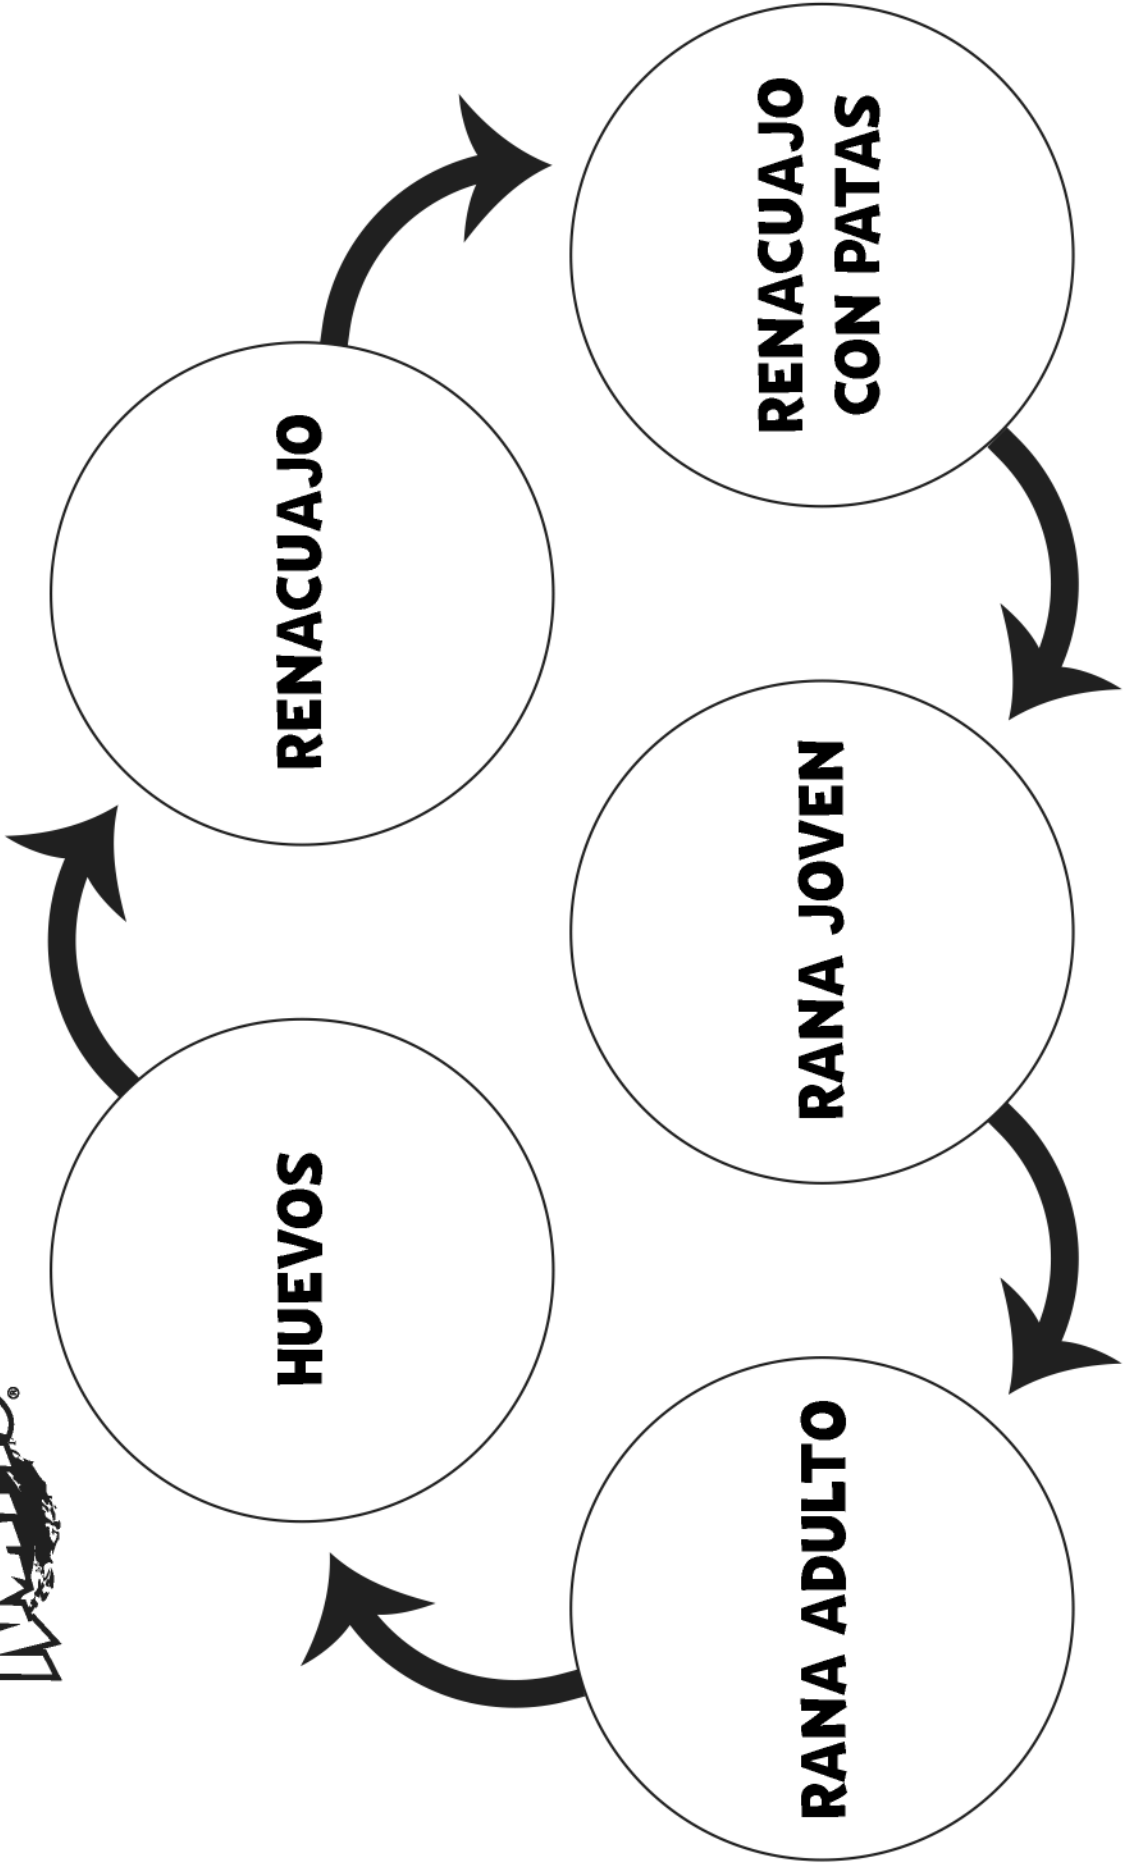 HUEVOS
RENACUAJO
RENACUAJO
CON PATAS
RANA JOVEN
RANA ADULTO
®